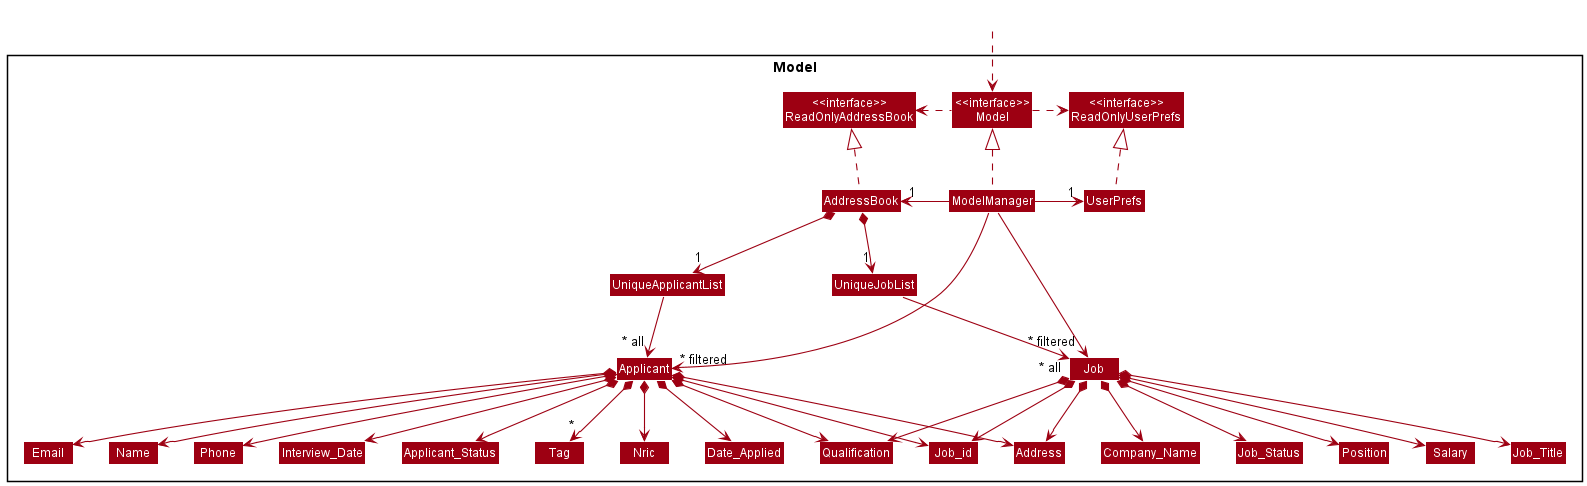 Model
<<interface>>
ReadOnlyAddressBook
<<interface>>
Model
<<interface>>
ReadOnlyUserPrefs
AddressBook
1
ModelManager
1
UserPrefs
1
1
UniqueApplicantList
UniqueJobList
* all
* filtered
* filtered
* all
Applicant
Job
*
Email
Name
Phone
Interview_Date
Applicant_Status
Tag
Nric
Date_Applied
Qualification
Job_id
Address
Company_Name
Job_Status
Position
Salary
Job_Title